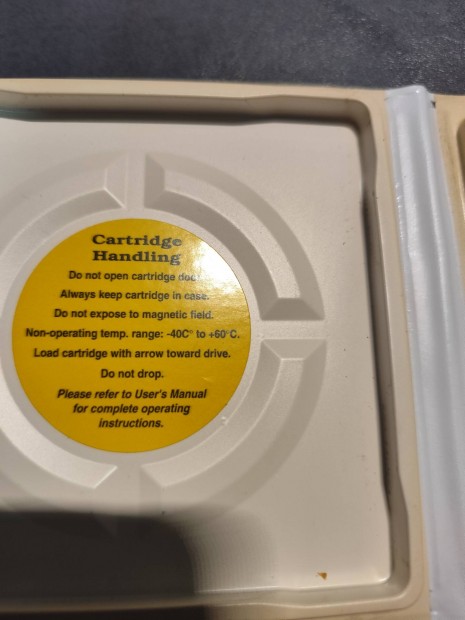 Cartridge
Handling
Do not open cartridge door.
Always keep cartridge in case.
Do not expose to magnetic field.
Non-operating temp. range: -40C° to +60°C.
Load cartridge with arrow toward drive.
Do not drop.
Please refer to User's Manual
for complete operating
instructions.